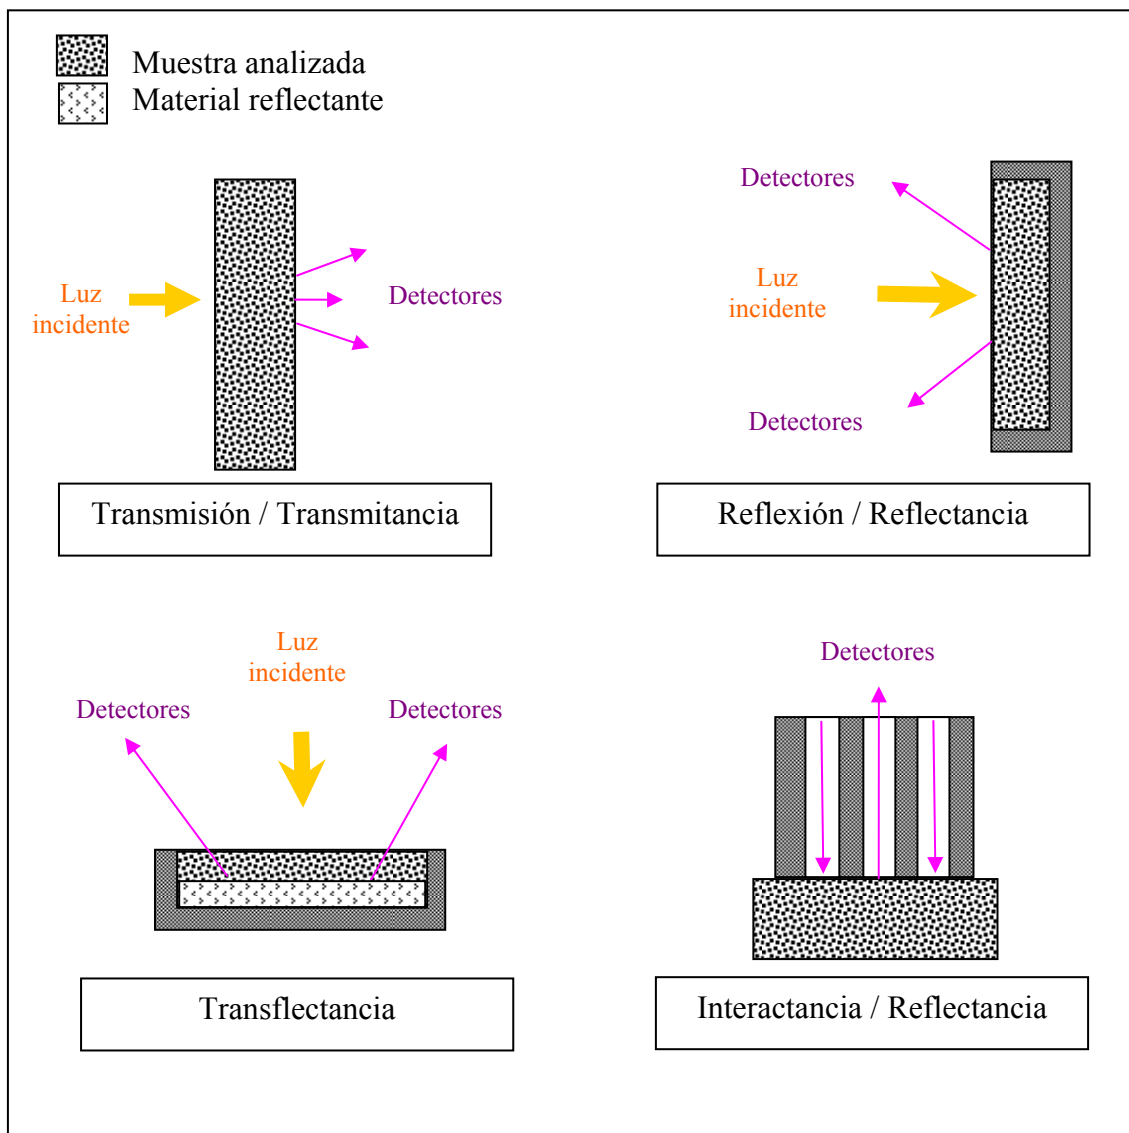 Muestra analizada
Material reflectante
Luz
incidente
Detectores
Transmisión / Transmitancia
Detectores
Luz
incidente
Detectores
Reflexión / Reflectancia
Luz
incidente
Detectores
Detectores
Transflectancia
Detectores
Interactancia / Reflectancia